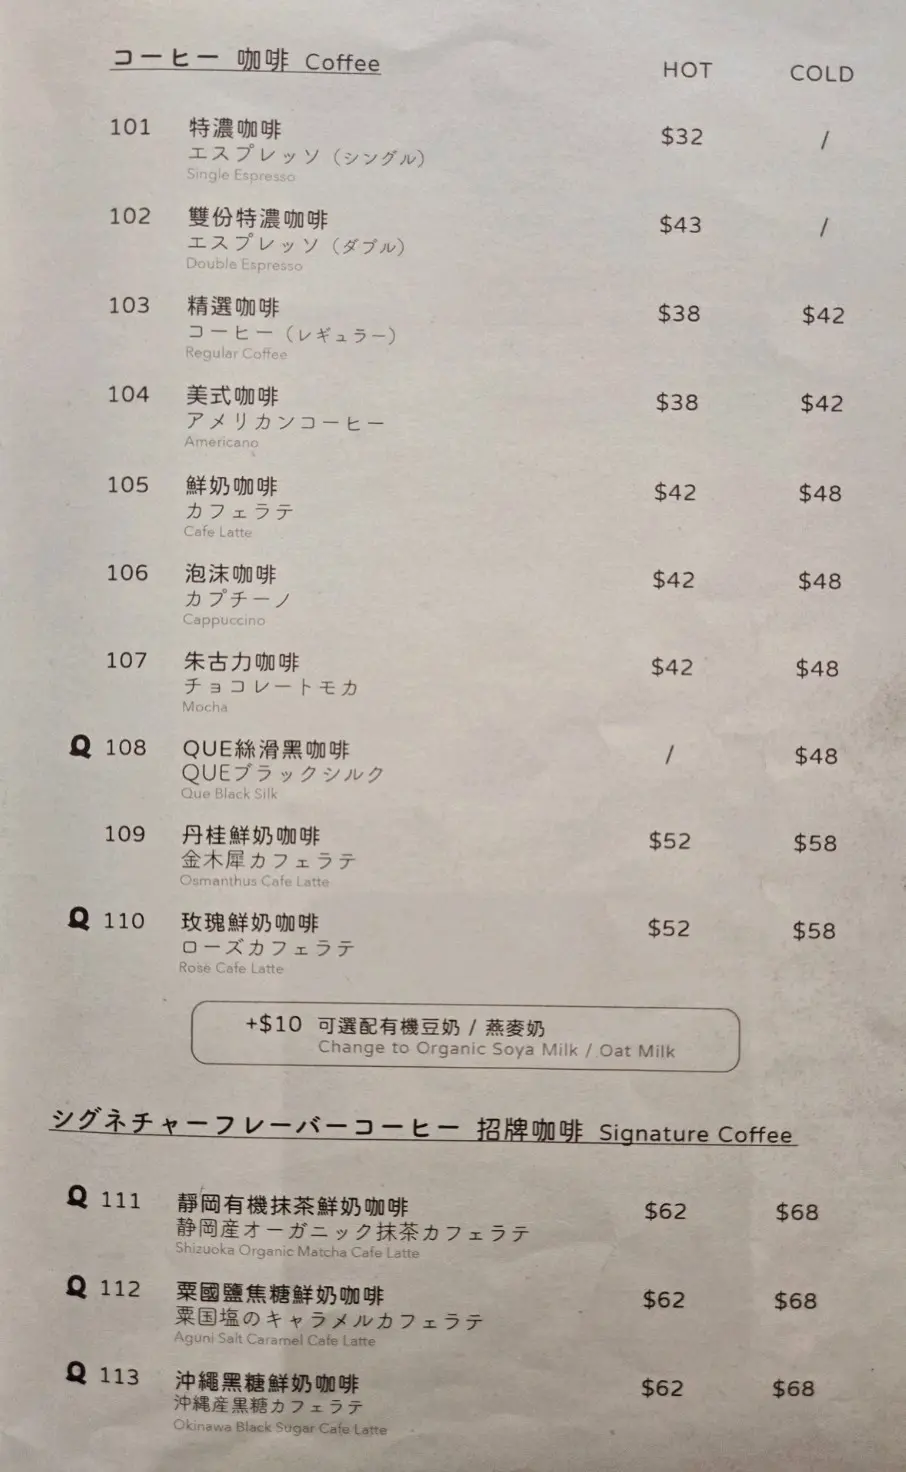 コーヒー 咖啡 Coffee HOT COLD
101 特濃咖啡 $32 /
エスプレッソ（シングル）
Single Espresso
102 雙份特濃咖啡 $43 /
エスプレッソ（ダブル）
Double Espresso
103 精選咖啡 $38 $42
コーヒー（レギュラー）
Regular Coffee
104 美式咖啡 $38 $42
アメリカンコーヒー
Americano
105 鮮奶咖啡 $42 $48
カフェラテ
Cafe Latte
106 泡沫咖啡 $42 $48
カプチーノ
Cappuccino
107 朱古力咖啡 $42 $48
チョコレートモカ
Mocha
Q 108 QUE絲滑黑咖啡 / $48
QUEブラックシルク
Que Black Silk
109 丹桂鮮奶咖啡 $52 $58
金木犀カフェラテ
Osmanthus Cafe Latte
Q 110 玫瑰鮮奶咖啡 $52 $58
ローズカフェラテ
Rose Cafe Latte
+$10 可選配有機豆奶 / 燕麥奶
Change to Organic Soya Milk / Oat Milk
シグネチャーフレーバーコーヒー 招牌咖啡 Signature Coffee
Q 111 靜岡有機抹茶鮮奶咖啡 $62 $68
静岡産オーガニック抹茶カフェラテ
Shizuoka Organic Matcha Cafe Latte
Q 112 粟國鹽焦糖鮮奶咖啡 $62 $68
粟国塩のキャラメルカフェラテ
Aguni Salt Caramel Cafe Latte
Q 113 沖繩黑糖鮮奶咖啡 $62 $68
沖縄産黒糖カフェラテ
Okinawa Black Sugar Cafe Latte